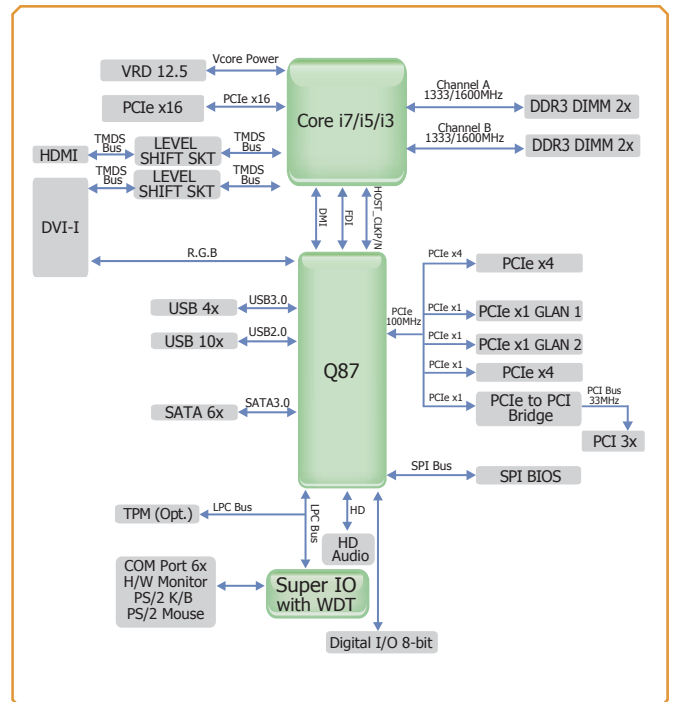 Vcore Power
VRD 12.5
PCIe x16
PCIe x16
Core i7/i5/i3
Channel A
1333/1600MHz
DDR3 DIMM 2x
Channel B
1333/1600MHz
DDR3 DIMM 2x
HDMI
TMDS
Bus
LEVEL
SHIFT SKT
TMDS
Bus
TMDS
Bus
LEVEL
SHIFT SKT
TMDS
Bus
DVI-I
R.G.B
DMI
FDI
HOST_CLKP/N
USB 4x
USB3.0
USB 10x
USB2.0
SATA 6x
SATA3.0
Q87
PCIe
100MHz
PCIe x4
PCIe x4
PCIe x1
PCIe x1 GLAN 1
PCIe x1
PCIe x1 GLAN 2
PCIe x1
PCIe x4
PCIe x1
PCIe to PCI
Bridge
PCI Bus
33MHz
PCI 3x
SPI Bus
SPI BIOS
TPM (Opt.)
LPC Bus
LPC Bus
HD
HD
Audio
COM Port 6x
H/W Monitor
PS/2 K/B
PS/2 Mouse
Super IO
with WDT
Digital I/O 8-bit